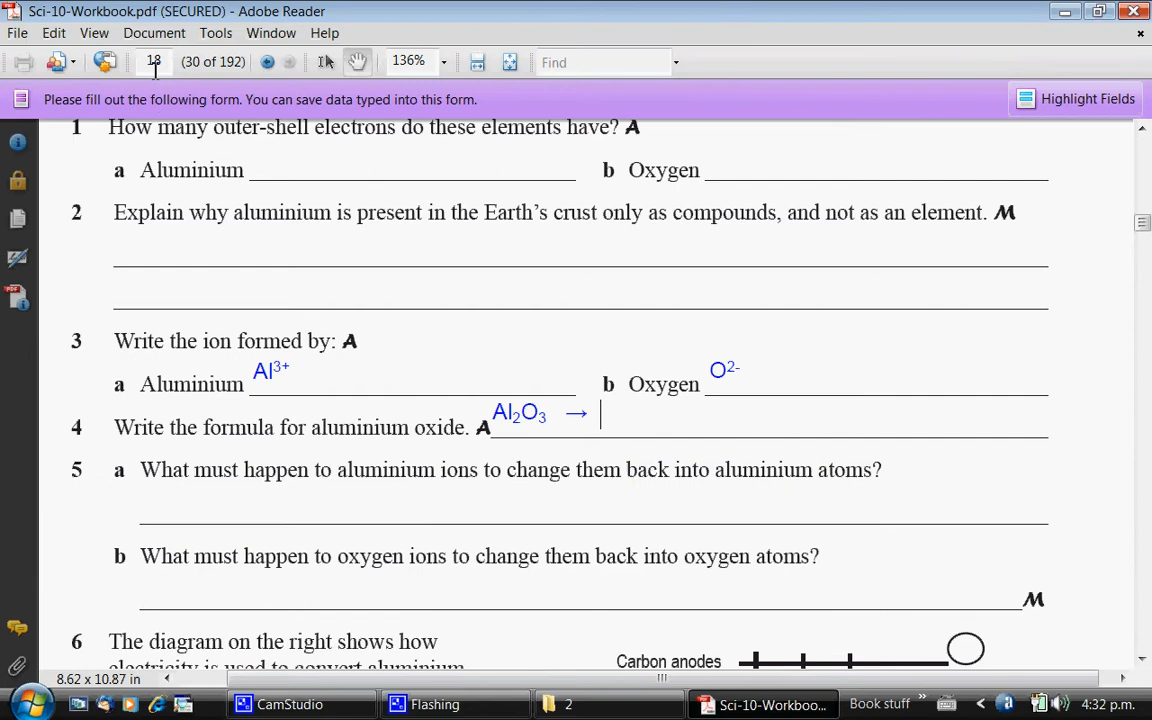 Sci-10-Workbook.pdf (SECURED) - Adobe Reader
File Edit View Document Tools Window Help
18 (30 of 192) 136% Find
Please fill out the following form. You can save data typed into this form. Highlight Fields
1 How many outer-shell electrons do these elements have? A
a Aluminium b Oxygen
2 Explain why aluminium is present in the Earth's crust only as compounds, and not as an element. M
3 Write the ion formed by: A
a Aluminium Al³⁺ b Oxygen O²⁻
4 Write the formula for aluminium oxide. A Al₂O₃ →
5 a What must happen to aluminium ions to change them back into aluminium atoms?
b What must happen to oxygen ions to change them back into oxygen atoms?
M
6 The diagram on the right shows how
electricity is used to convert aluminium
Carbon anodes
8.62 x 10.87 in
CamStudio Flashing 2 Sci-10-Workboo... Book stuff 4:32 p.m.